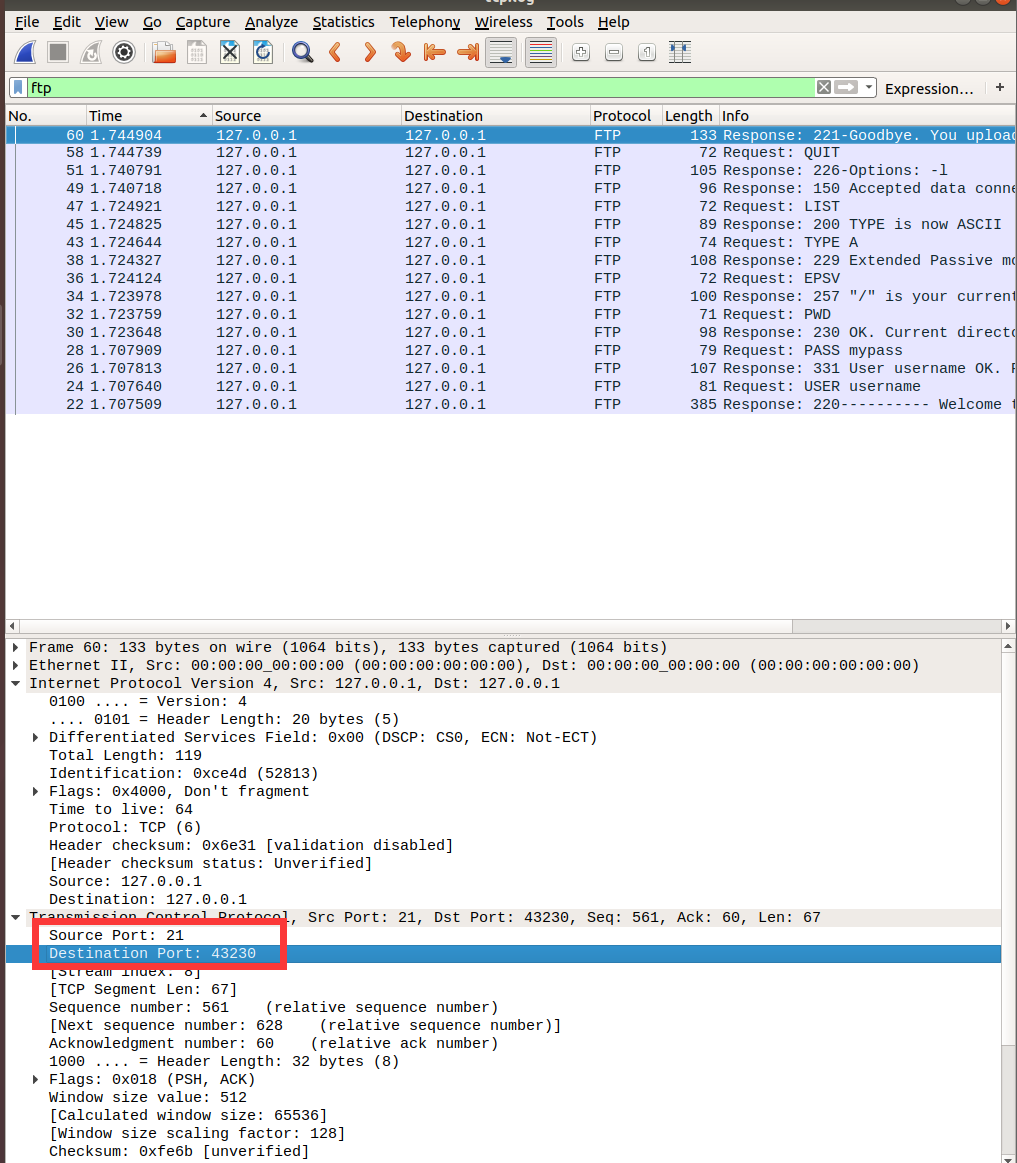 File Edit View Go Capture Analyze Statistics Telephony Wireless Tools Help
ftp Expression… +
No. Time Source Destination Protocol Length Info
60 1.744904 127.0.0.1 127.0.0.1 FTP 133 Response: 221-Goodbye. You uploa
58 1.744739 127.0.0.1 127.0.0.1 FTP 72 Request: QUIT
51 1.740791 127.0.0.1 127.0.0.1 FTP 105 Response: 226-Options: -l
49 1.740718 127.0.0.1 127.0.0.1 FTP 96 Response: 150 Accepted data conne
47 1.724921 127.0.0.1 127.0.0.1 FTP 72 Request: LIST
45 1.724825 127.0.0.1 127.0.0.1 FTP 89 Response: 200 TYPE is now ASCII
43 1.724644 127.0.0.1 127.0.0.1 FTP 74 Request: TYPE A
38 1.724327 127.0.0.1 127.0.0.1 FTP 108 Response: 229 Extended Passive mo
36 1.724124 127.0.0.1 127.0.0.1 FTP 72 Request: EPSV
34 1.723978 127.0.0.1 127.0.0.1 FTP 100 Response: 257 "/" is your current
32 1.723759 127.0.0.1 127.0.0.1 FTP 71 Request: PWD
30 1.723648 127.0.0.1 127.0.0.1 FTP 98 Response: 230 OK. Current directo
28 1.707909 127.0.0.1 127.0.0.1 FTP 79 Request: PASS mypass
26 1.707813 127.0.0.1 127.0.0.1 FTP 107 Response: 331 User username OK.
24 1.707640 127.0.0.1 127.0.0.1 FTP 81 Request: USER username
22 1.707509 127.0.0.1 127.0.0.1 FTP 385 Response: 220---------- Welcome t
Frame 60: 133 bytes on wire (1064 bits), 133 bytes captured (1064 bits)
Ethernet II, Src: 00:00:00_00:00:00 (00:00:00:00:00:00), Dst: 00:00:00_00:00:00 (00:00:00:00:00:00)
Internet Protocol Version 4, Src: 127.0.0.1, Dst: 127.0.0.1
0100 .... = Version: 4
.... 0101 = Header Length: 20 bytes (5)
Differentiated Services Field: 0x00 (DSCP: CS0, ECN: Not-ECT)
Total Length: 119
Identification: 0xce4d (52813)
Flags: 0x4000, Don't fragment
Time to live: 64
Protocol: TCP (6)
Header checksum: 0x6e31 [validation disabled]
[Header checksum status: Unverified]
Source: 127.0.0.1
Destination: 127.0.0.1
Transmission Control Protocol, Src Port: 21, Dst Port: 43230, Seq: 561, Ack: 60, Len: 67
Source Port: 21
Destination Port: 43230
[Stream index: 8]
[TCP Segment Len: 67]
Sequence number: 561 (relative sequence number)
[Next sequence number: 628 (relative sequence number)]
Acknowledgment number: 60 (relative ack number)
1000 .... = Header Length: 32 bytes (8)
Flags: 0x018 (PSH, ACK)
Window size value: 512
[Calculated window size: 65536]
[Window size scaling factor: 128]
Checksum: 0xfe6b [unverified]